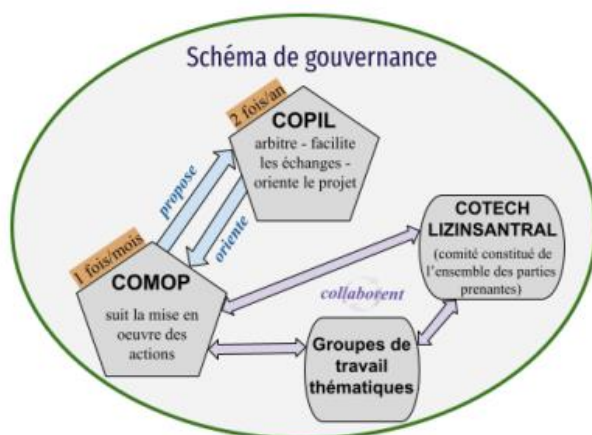 Schéma de gouvernance
2 fois/an
COPIL
arbitre - facilite
les échanges -
oriente le projet
propose
oriente
1 fois/mois
COMOP
suit la mise en
oeuvre des
actions
COTECH
LIZINSANTRAL
(comité constitué de
l'ensemble des parties
prenantes)
collaborent
Groupes de
travail
thématiques